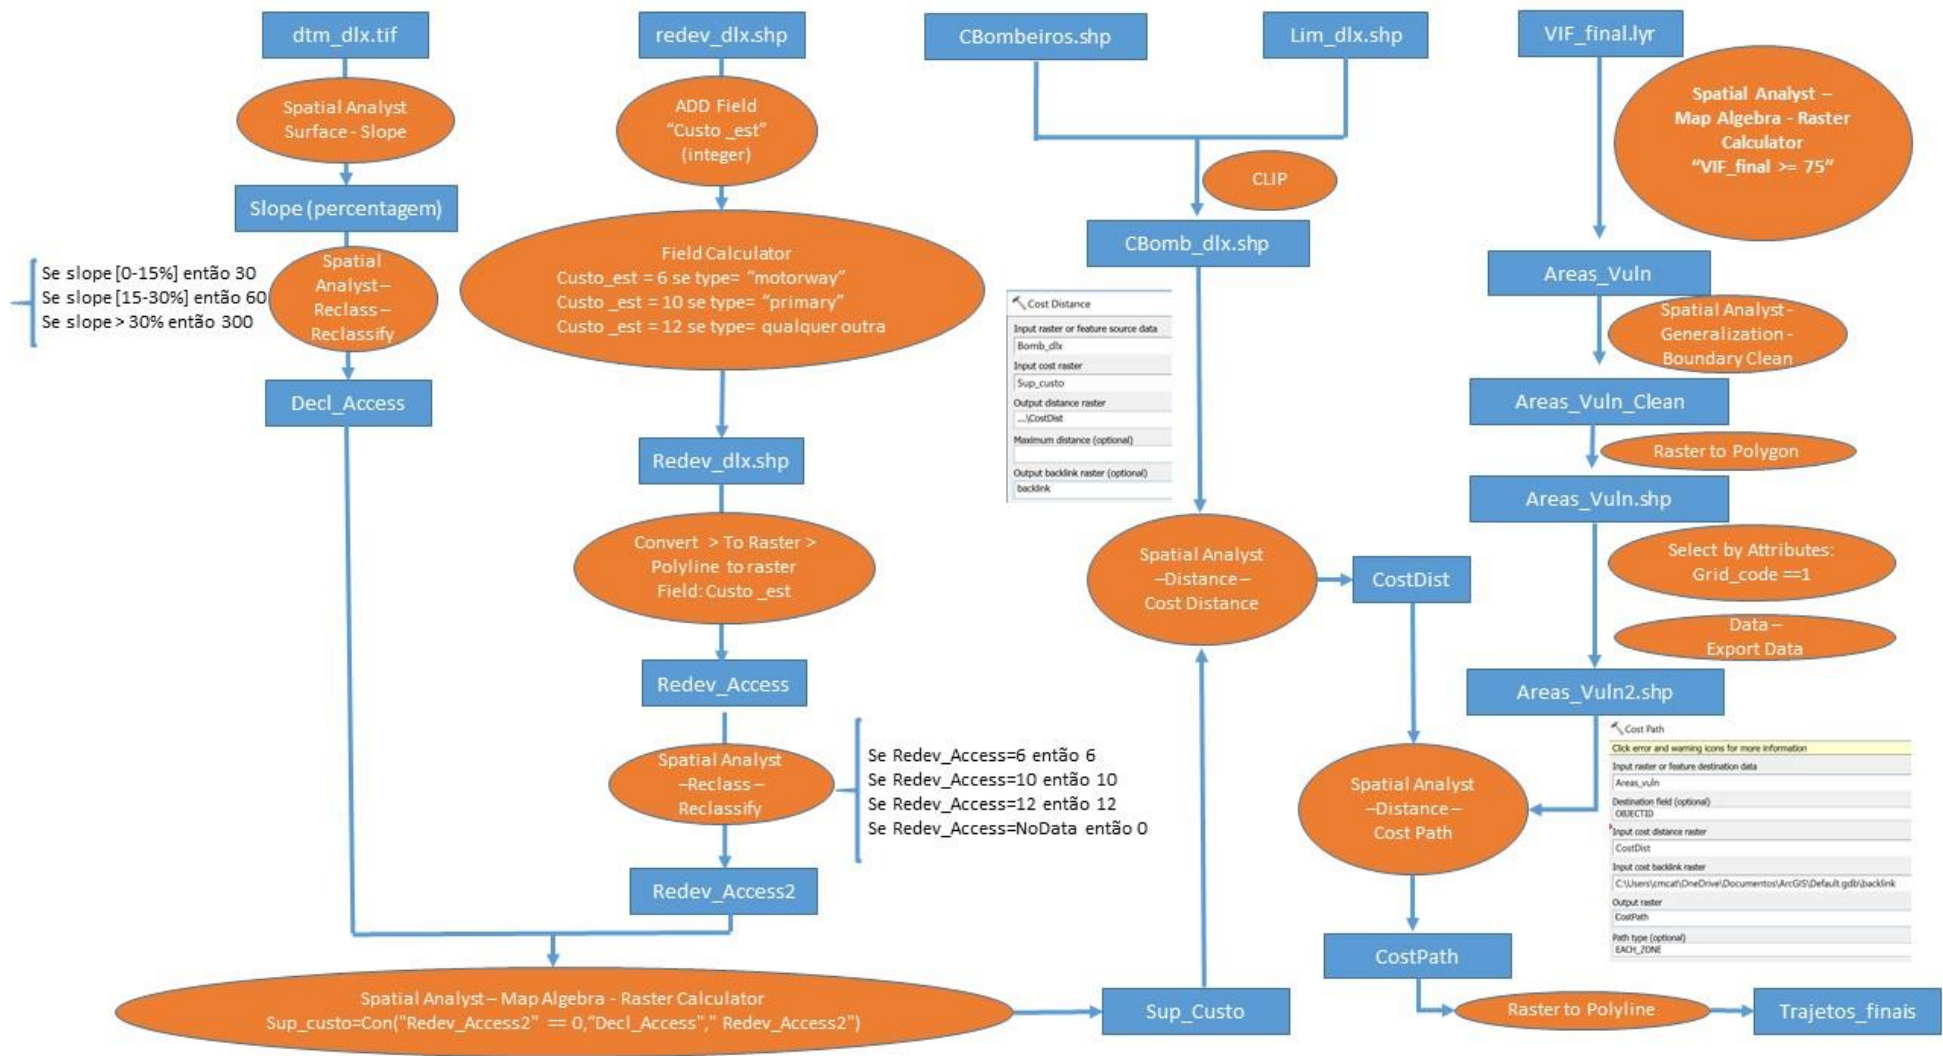 dtm_dlx.tif
Spatial Analyst
Surface - Slope
Slope (percentagem)
Se slope [0-15%] então 30
Se slope [15-30%] então 60
Se slope > 30% então 300
Spatial
Analyst –
Reclass –
Reclassify
Decl_Access
redev_dlx.shp
ADD Field
“Custo _est”
(integer)
Field Calculator
Custo_est = 6 se type= “motorway”
Custo _est = 10 se type= “primary”
Custo _est = 12 se type= qualquer outra
Redev_dlx.shp
Convert > To Raster >
Polyline to raster
Field: Custo _est
Redev_Access
Spatial Analyst
–Reclass –
Reclassify
Se Redev_Access=6 então 6
Se Redev_Access=10 então 10
Se Redev_Access=12 então 12
Se Redev_Access=NoData então 0
Redev_Access2
Spatial Analyst – Map Algebra - Raster Calculator
Sup_custo=Con("Redev_Access2" == 0,"Decl_Access"," Redev_Access2")
Sup_Custo
CBombeiros.shp
Lim_dlx.shp
CLIP
CBomb_dlx.shp
Cost Distance
Input raster or feature source data
Bomb_dlx
Input cost raster
Sup_custo
Output distance raster
...\CostDist
Maximum distance (optional)
Output backlink raster (optional)
backlink
Spatial Analyst
–Distance –
Cost Distance
CostDist
VIF_final.lyr
Spatial Analyst –
Map Algebra - Raster
Calculator
“VIF_final >= 75”
Areas_Vuln
Spatial Analyst -
Generalization -
Boundary Clean
Areas_Vuln_Clean
Raster to Polygon
Areas_Vuln.shp
Select by Attributes:
Grid_code ==1
Data –
Export Data
Areas_Vuln2.shp
Cost Path
Click error and warning icons for more information
Input raster or feature destination data
Areas_vuln
Destination field (optional)
OBJECTID
Input cost distance raster
CostDist
Input cost backlink raster
C:\Users\cmcat\OneDrive\Documentos\ArcGIS\Default.gdb\backlink
Output raster
CostPath
Path type (optional)
EACH_ZONE
Spatial Analyst
–Distance –
Cost Path
CostPath
Raster to Polyline
Trajetos_finais